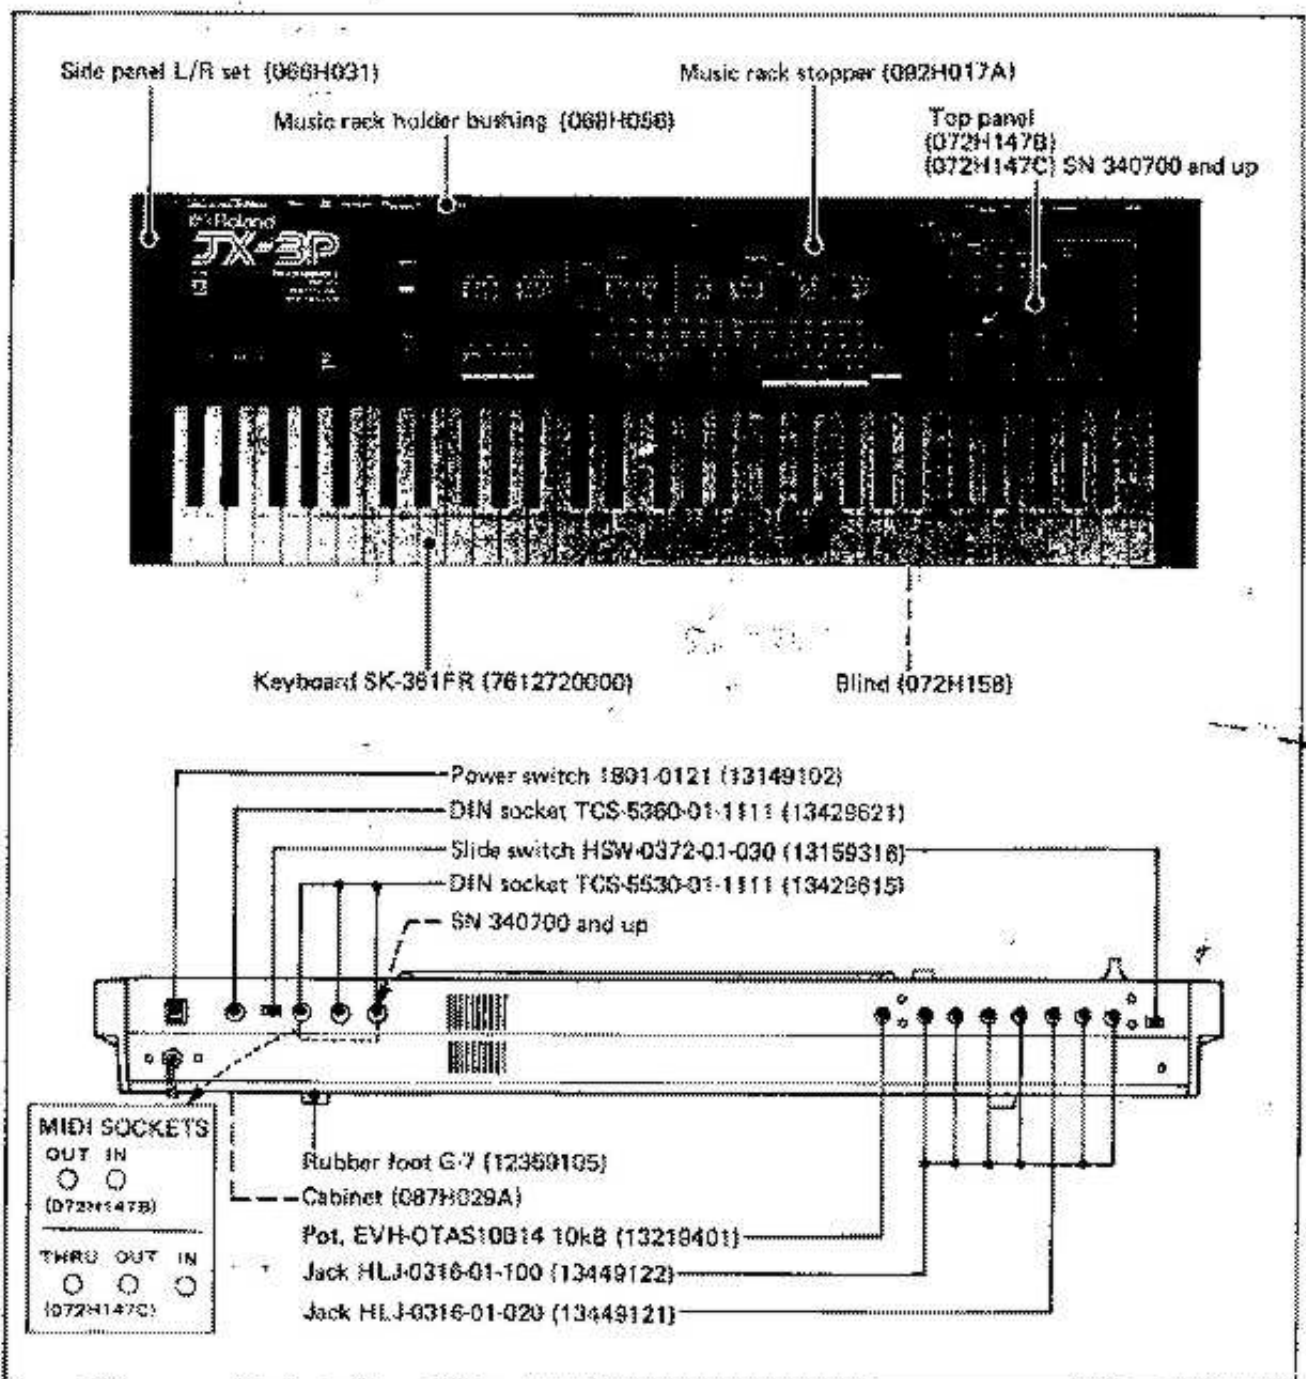 Side panel L/R set (066H031)
Music rack stopper (092H017A)
Music rack holder bushing (068H056)
Top panel
(072H147B)
(072H147C) SN 340700 and up
Roland
JX-3P
Keyboard SK-361FR (7612720000)
Blind (072H158)
Power switch 1801-0121 (13149102)
DIN socket TCS-5360-01-1111 (13429621)
Slide switch HSW-0372-01-030 (13159316)
DIN socket TCS-5530-01-1111 (13429615)
SN 340700 and up
MIDI SOCKETS
OUT IN
(072H147B)
THRU OUT IN
(072H147C)
Rubber foot G-7 (12359105)
Cabinet (087H029A)
Pot. EVH-OTAS10B14 10kB (13219401)
Jack HLJ-0316-01-100 (13449122)
Jack HLJ-0316-01-020 (13449121)